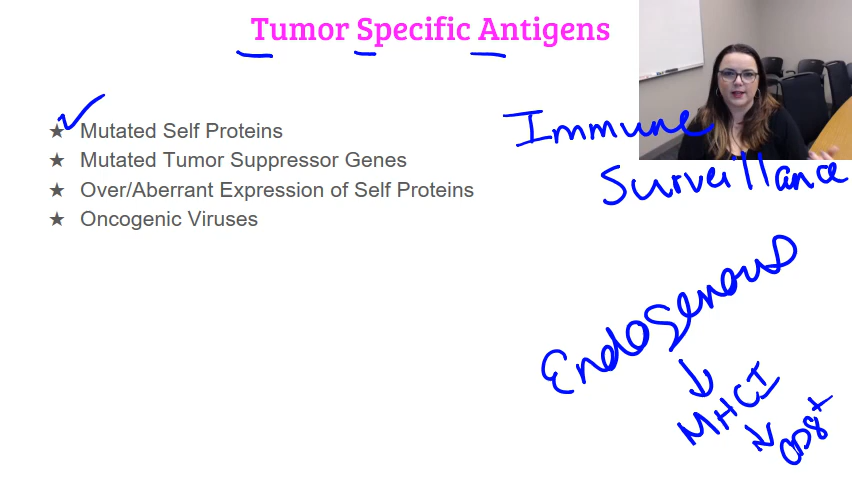 Tumor Specific Antigens
★ Mutated Self Proteins
★ Mutated Tumor Suppressor Genes
★ Over/Aberrant Expression of Self Proteins
★ Oncogenic Viruses
Immune
Surveillance
Endogenous
↓
MHC I
↓
CD8+